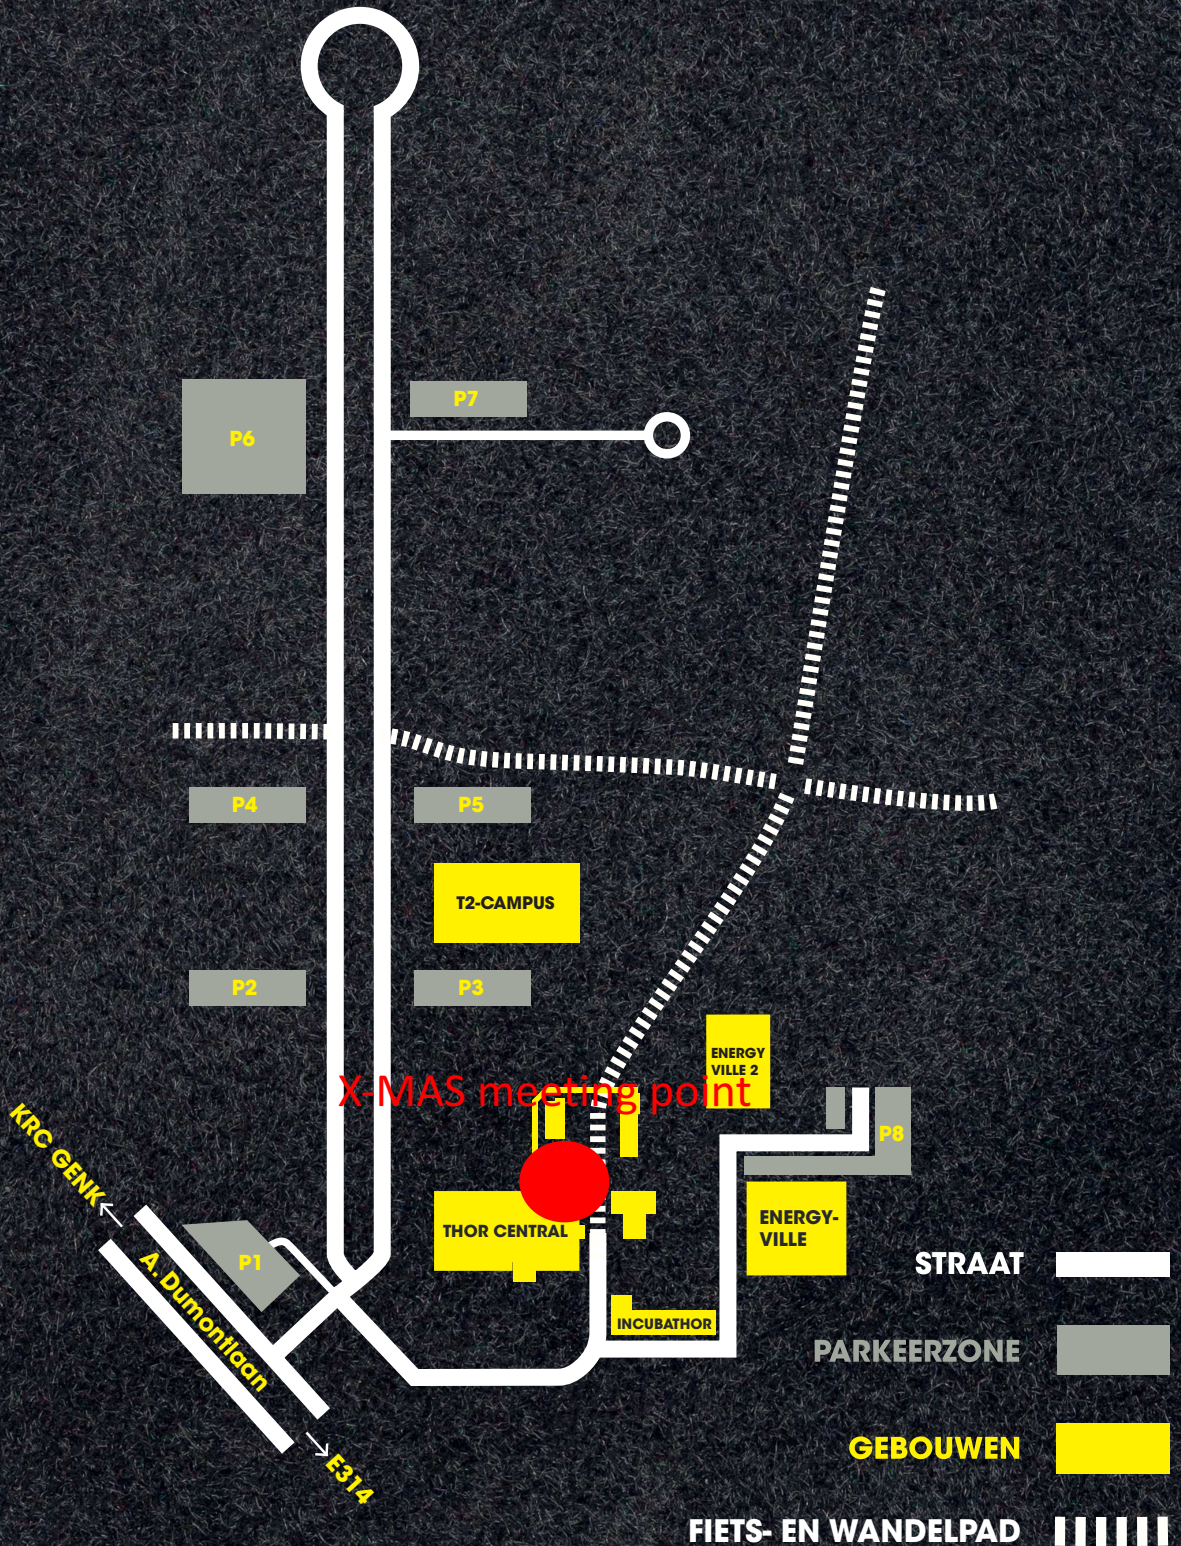 P7
P6
P4
P5
T2-CAMPUS
P2
P3
ENERGY
VILLE 2
X-MAS meeting point
KRC GENK
P8
THOR CENTRAL
ENERGY-
VILLE
P1
A. Dumontlaan
INCUBATHOR
E314
STRAAT
PARKEERZONE
GEBOUWEN
FIETS- EN WANDELPAD